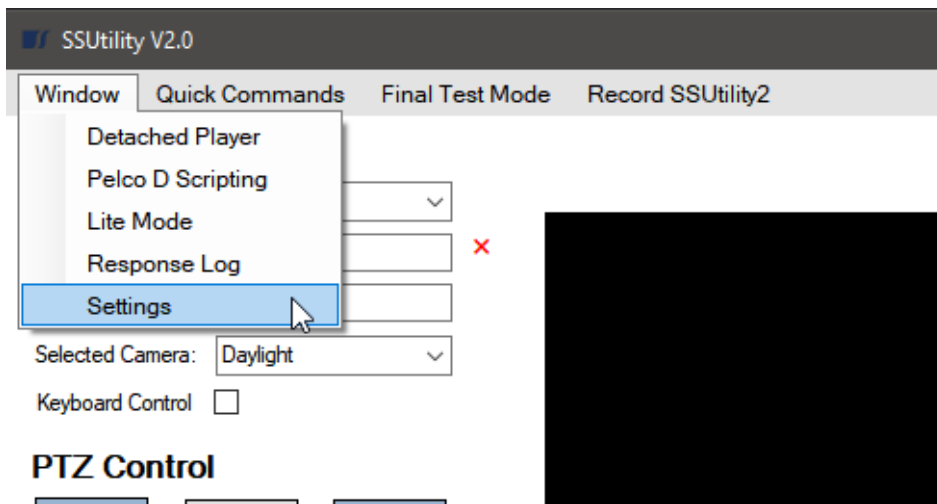 SSUtility V2.0
Window Quick Commands Final Test Mode Record SSUtility2
Detached Player
Pelco D Scripting
Lite Mode
Response Log
Settings
Selected Camera: Daylight
Keyboard Control
PTZ Control